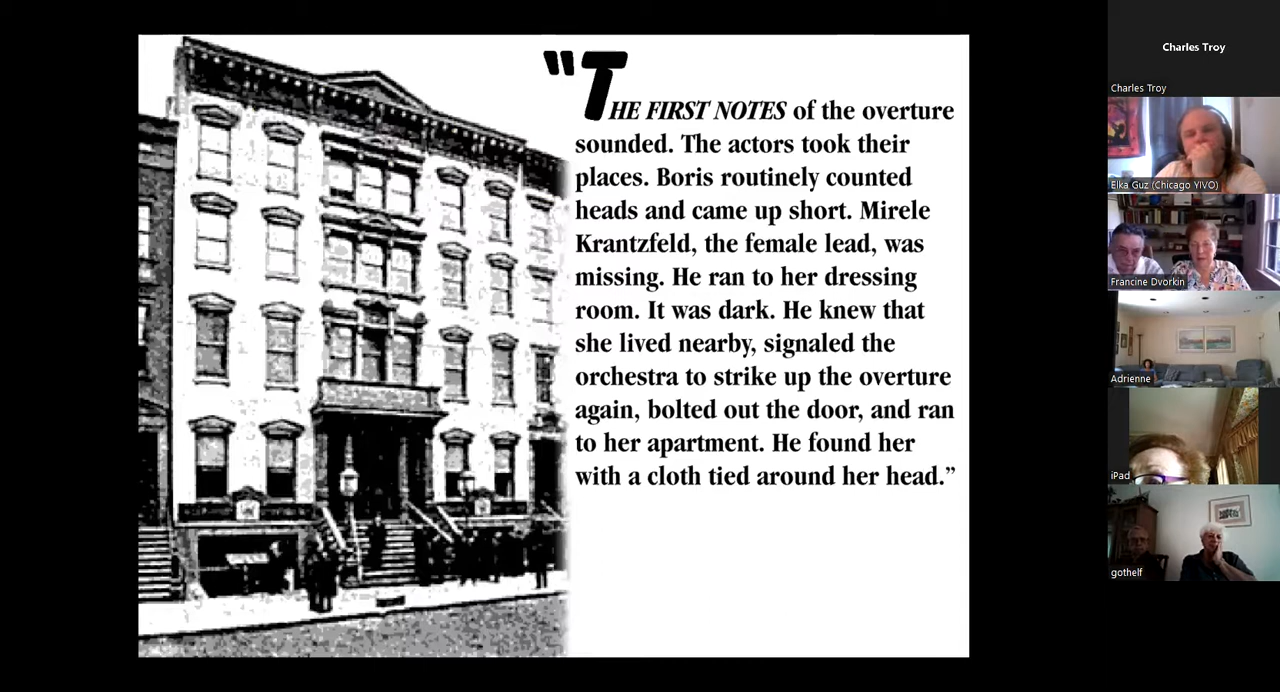 "THE FIRST NOTES of the overture
sounded. The actors took their
places. Boris routinely counted
heads and came up short. Mirele
Krantzfeld, the female lead, was
missing. He ran to her dressing
room. It was dark. He knew that
she lived nearby, signaled the
orchestra to strike up the overture
again, bolted out the door, and ran
to her apartment. He found her
with a cloth tied around her head.”
Charles Troy
Charles Troy
Elka Guz (Chicago YIVO)
Francine Dvorkin
Adrienne
iPad
gothelf